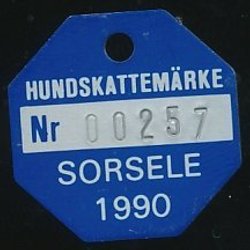 HUNDSKATTEMÄRKE
Nr 00257
SORSELE
1990